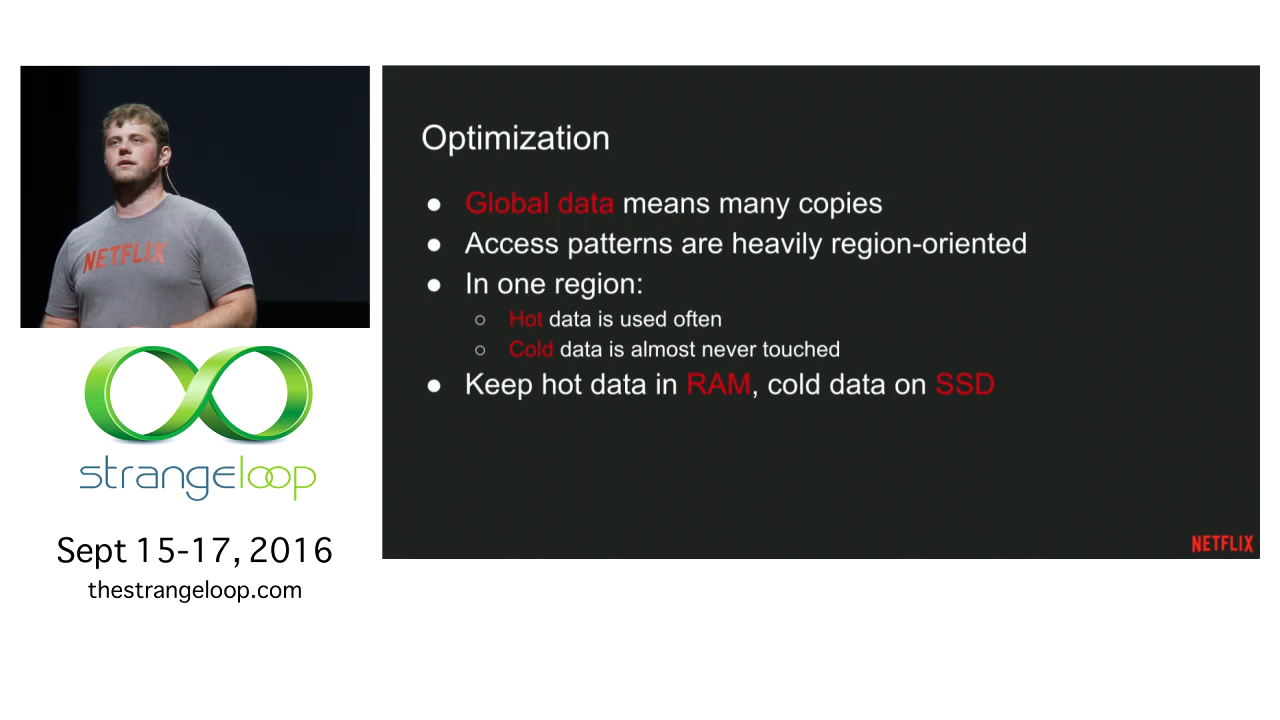 NETFLIX
strangeloop
Sept 15-17, 2016
thestrangeloop.com
Optimization
● Global data means many copies
● Access patterns are heavily region-oriented
● In one region:
○ Hot data is used often
○ Cold data is almost never touched
● Keep hot data in RAM, cold data on SSD
NETFLIX